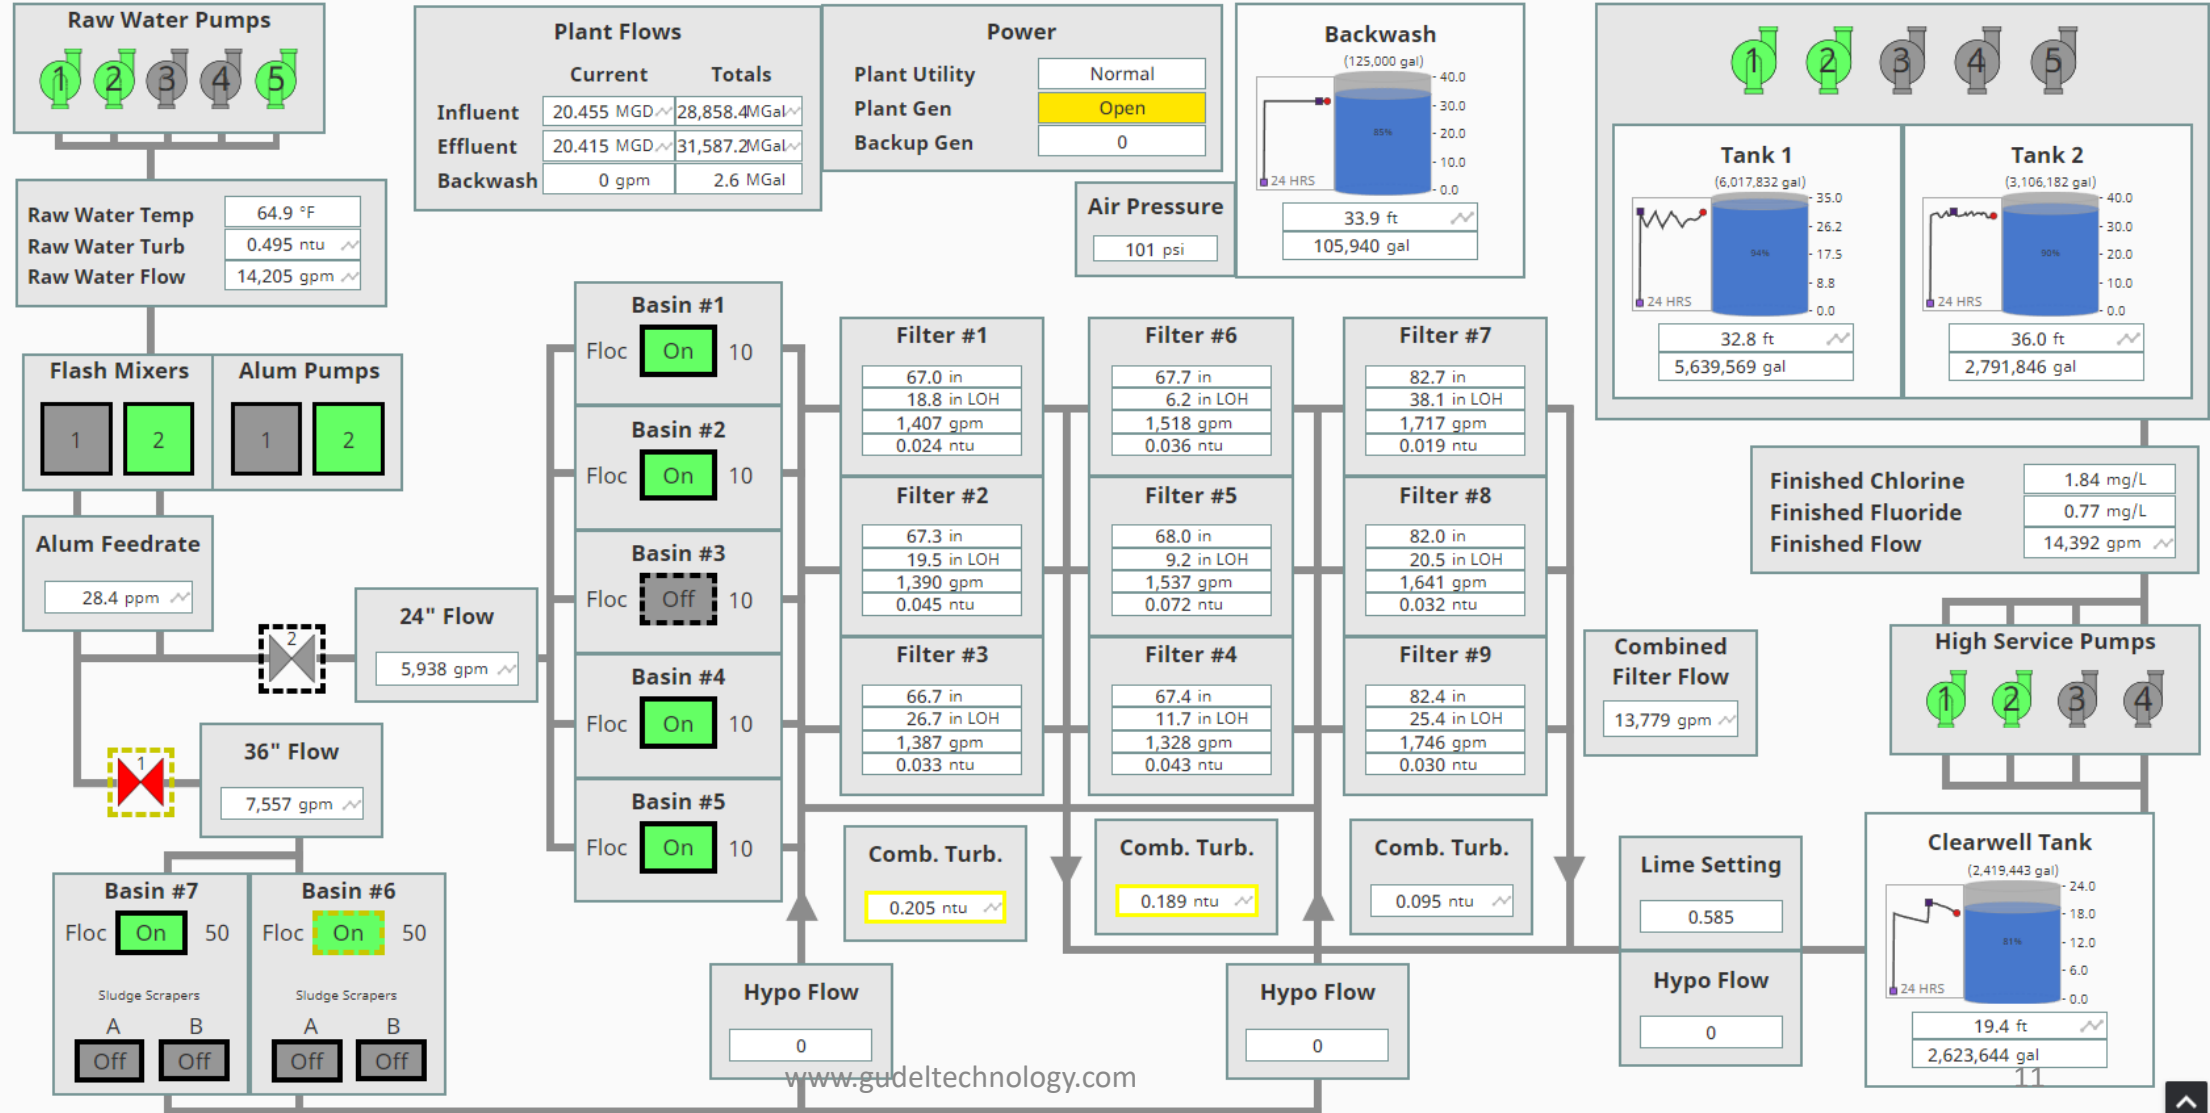 Raw Water Pumps
1 2 3 4 5
Raw Water Temp 64.9 °F
Raw Water Turb 0.495 ntu
Raw Water Flow 14,205 gpm
Flash Mixers
1 2
Alum Pumps
1 2
Alum Feedrate
28.4 ppm
2
24" Flow
5,938 gpm
1
36" Flow
7,557 gpm
Basin #7
Floc On 50
Sludge Scrapers
A B
Off Off
Basin #6
Floc On 50
Sludge Scrapers
A B
Off Off
Plant Flows
Current Totals
Influent 20.455 MGD 28,858.4MGal
Effluent 20.415 MGD 31,587.2MGal
Backwash 0 gpm 2.6 MGal
Power
Plant Utility Normal
Plant Gen Open
Backup Gen 0
Air Pressure
101 psi
Backwash
(125,000 gal)
40.0
30.0
20.0
10.0
0.0
85%
24 HRS
33.9 ft
105,940 gal
Basin #1
Floc On 10
Basin #2
Floc On 10
Basin #3
Floc Off 10
Basin #4
Floc On 10
Basin #5
Floc On 10
Filter #1
67.0 in
18.8 in LOH
1,407 gpm
0.024 ntu
Filter #2
67.3 in
19.5 in LOH
1,390 gpm
0.045 ntu
Filter #3
66.7 in
26.7 in LOH
1,387 gpm
0.033 ntu
Filter #6
67.7 in
6.2 in LOH
1,518 gpm
0.036 ntu
Filter #5
68.0 in
9.2 in LOH
1,537 gpm
0.072 ntu
Filter #4
67.4 in
11.7 in LOH
1,328 gpm
0.043 ntu
Filter #7
82.7 in
38.1 in LOH
1,717 gpm
0.019 ntu
Filter #8
82.0 in
20.5 in LOH
1,641 gpm
0.032 ntu
Filter #9
82.4 in
25.4 in LOH
1,746 gpm
0.030 ntu
Comb. Turb.
0.205 ntu
Comb. Turb.
0.189 ntu
Comb. Turb.
0.095 ntu
Hypo Flow
0
Hypo Flow
0
Combined
Filter Flow
13,779 gpm
Lime Setting
0.585
Hypo Flow
0
1 2 3 4 5
Tank 1
(6,017,832 gal)
35.0
26.2
17.5
8.8
0.0
94%
24 HRS
32.8 ft
5,639,569 gal
Tank 2
(3,106,182 gal)
40.0
30.0
20.0
10.0
0.0
90%
24 HRS
36.0 ft
2,791,846 gal
Finished Chlorine 1.84 mg/L
Finished Fluoride 0.77 mg/L
Finished Flow 14,392 gpm
High Service Pumps
1 2 3 4
Clearwell Tank
(2,419,443 gal)
24.0
18.0
12.0
6.0
0.0
81%
24 HRS
19.4 ft
2,623,644 gal
www.gudeltechnology.com
11